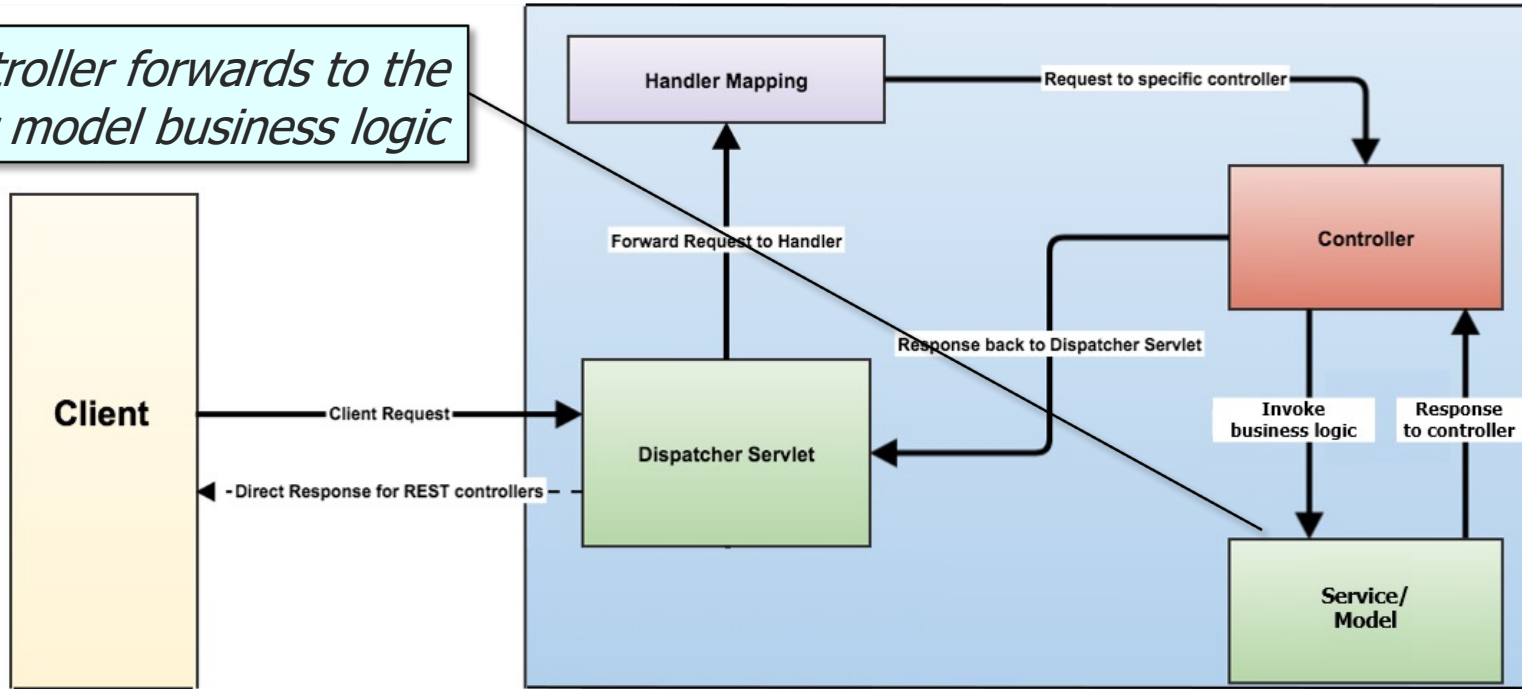 troller forwards to the
model business logic
Handler Mapping
Request to specific controller
Forward Request to Handler
Controller
Response back to Dispatcher Servlet
Client
Client Request
Dispatcher Servlet
Direct Response for REST controllers
Invoke
business logic
Response
to controller
Service/
Model